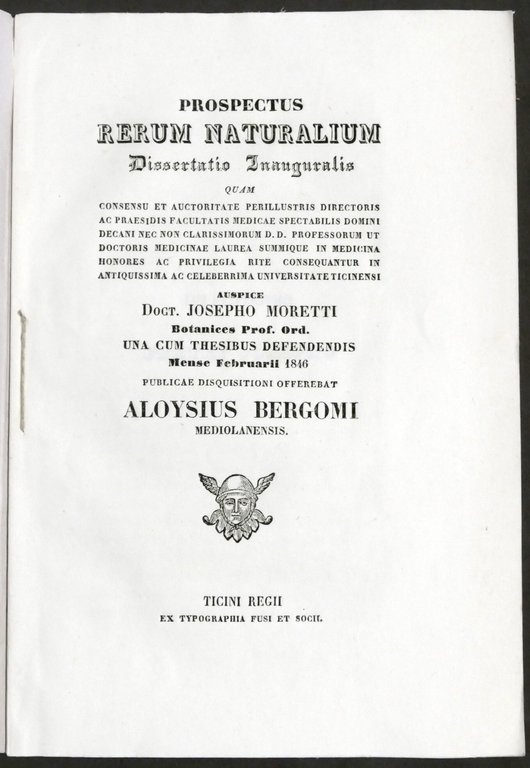 PROSPECTUS
RERUM NATURALIUM
Dissertatio Inauguralis
QUAM
CONSENSU ET AUCTORITATE PERILLUSTRIS DIRECTORIS
AC PRAESIDIS FACULTATIS MEDICAE SPECTABILIS DOMINI
DECANI NEC NON CLARISSIMORUM D. D. PROFESSORUM UT
DOCTORIS MEDICINAE LAUREA SUMMIQUE IN MEDICINA
HONORES AC PRIVILEGIA RITE CONSEQUANTUR IN
ANTIQUISSIMA AC CELEBERRIMA UNIVERSITATE TICINENSI
AUSPICE
DOCT. JOSEPHO MORETTI
Botanices Prof. Ord.
UNA CUM THESIBUS DEFENDENDIS
Mense Februarii 1846
PUBLICAE DISQUISITIONI OFFEREBAT
ALOYSIUS BERGOMI
MEDIOLANENSIS.
TICINI REGII
EX TYPOGRAPHIA FUSI ET SOCII.